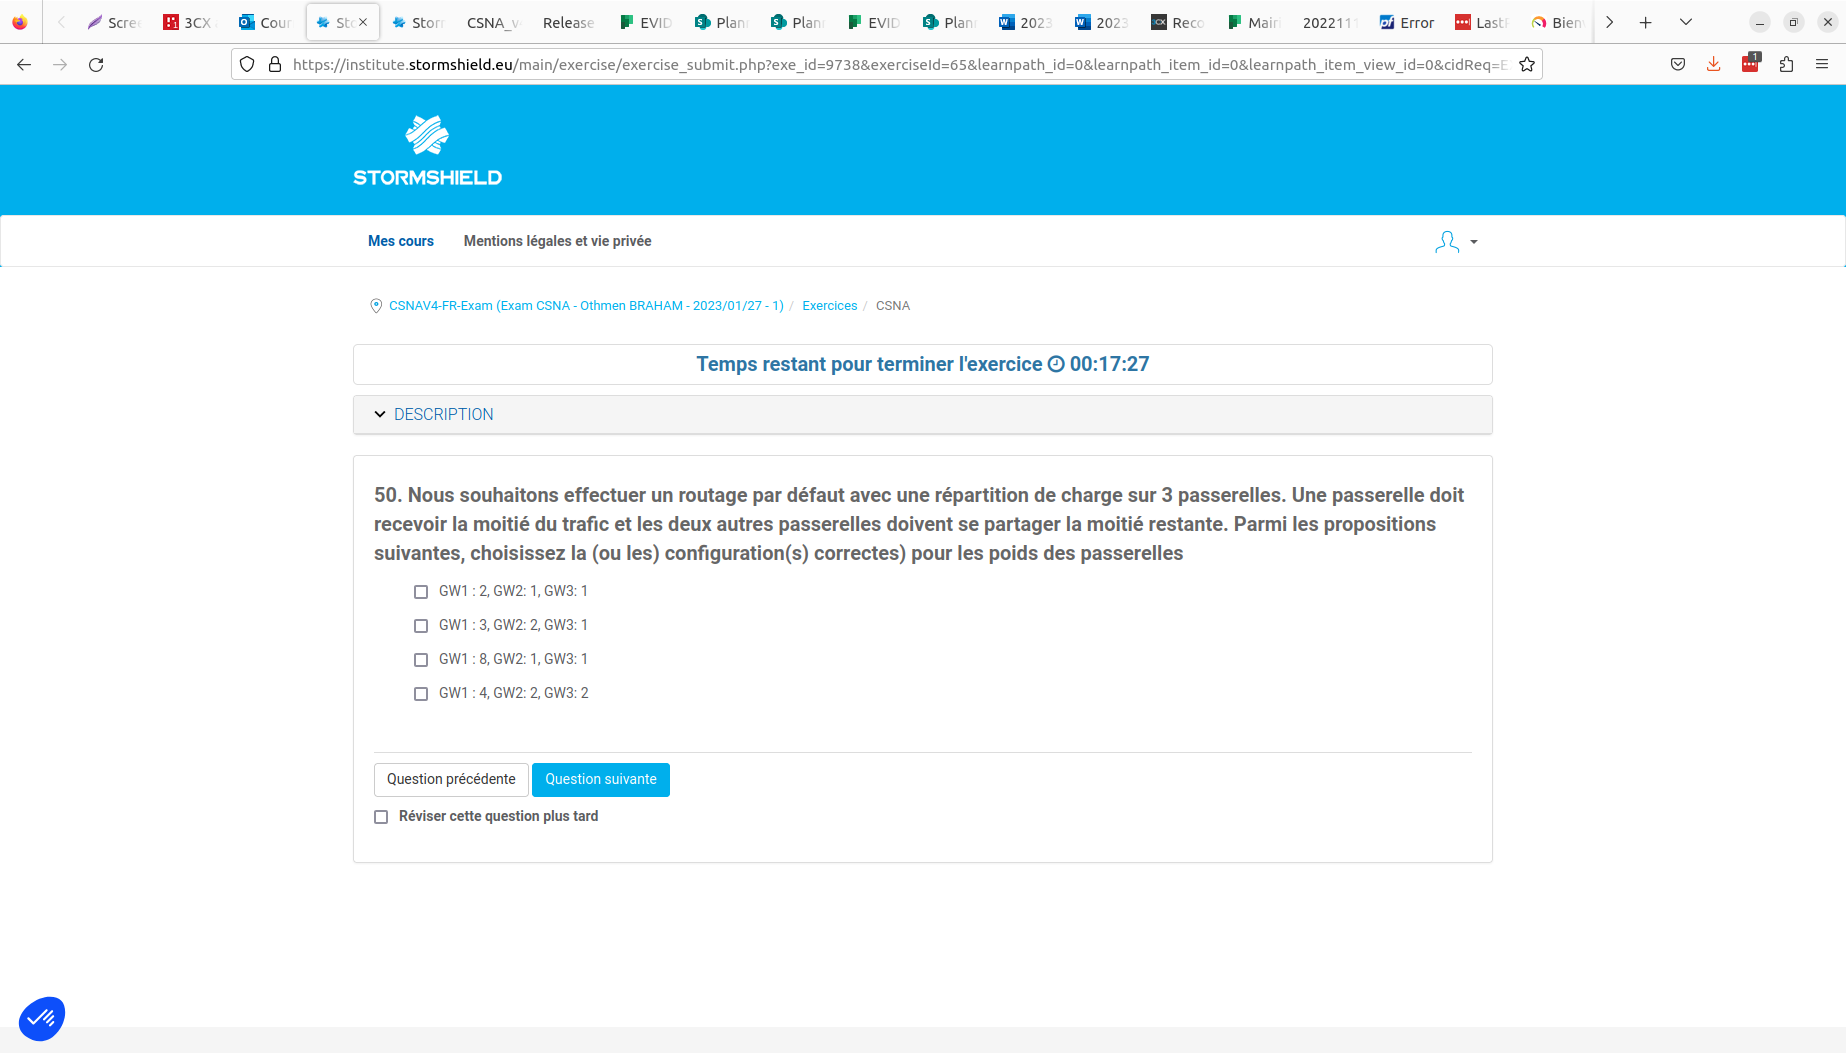 Scre
3CX
Cour
Sto
Storr
CSNA_v
Release
EVID
Plan
Plan
EVID
Plan
2023
2023
Reco
Mair
2022111
Error
Last
Bien
https://institute.stormshield.eu/main/exercise/exercise_submit.php?exe_id=9738&exerciseId=65&learnpath_id=0&learnpath_item_id=0&learnpath_item_view_id=0&cidReq=E
1
STORMSHIELD
Mes cours Mentions légales et vie privée
CSNAV4-FR-Exam (Exam CSNA - Othmen BRAHAM - 2023/01/27 - 1) / Exercices / CSNA
Temps restant pour terminer l'exercice 00:17:27
DESCRIPTION
50. Nous souhaitons effectuer un routage par défaut avec une répartition de charge sur 3 passerelles. Une passerelle doit
recevoir la moitié du trafic et les deux autres passerelles doivent se partager la moitié restante. Parmi les propositions
suivantes, choisissez la (ou les) configuration(s) correctes) pour les poids des passerelles
GW1 : 2, GW2: 1, GW3: 1
GW1 : 3, GW2: 2, GW3: 1
GW1 : 8, GW2: 1, GW3: 1
GW1 : 4, GW2: 2, GW3: 2
Question précédente Question suivante
Réviser cette question plus tard